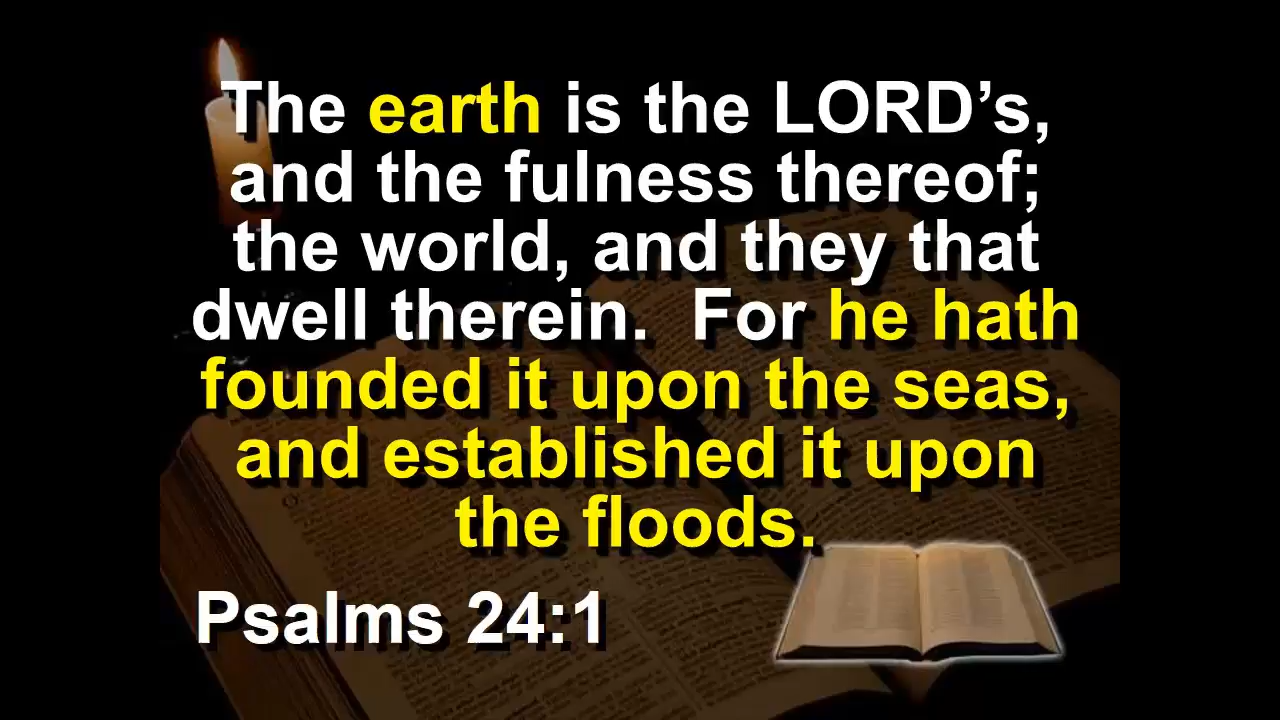 The earth is the LORD’s,
and the fulness thereof;
the world, and they that
dwell therein.  For he hath
founded it upon the seas,
and established it upon
the floods.
Psalms 24:1